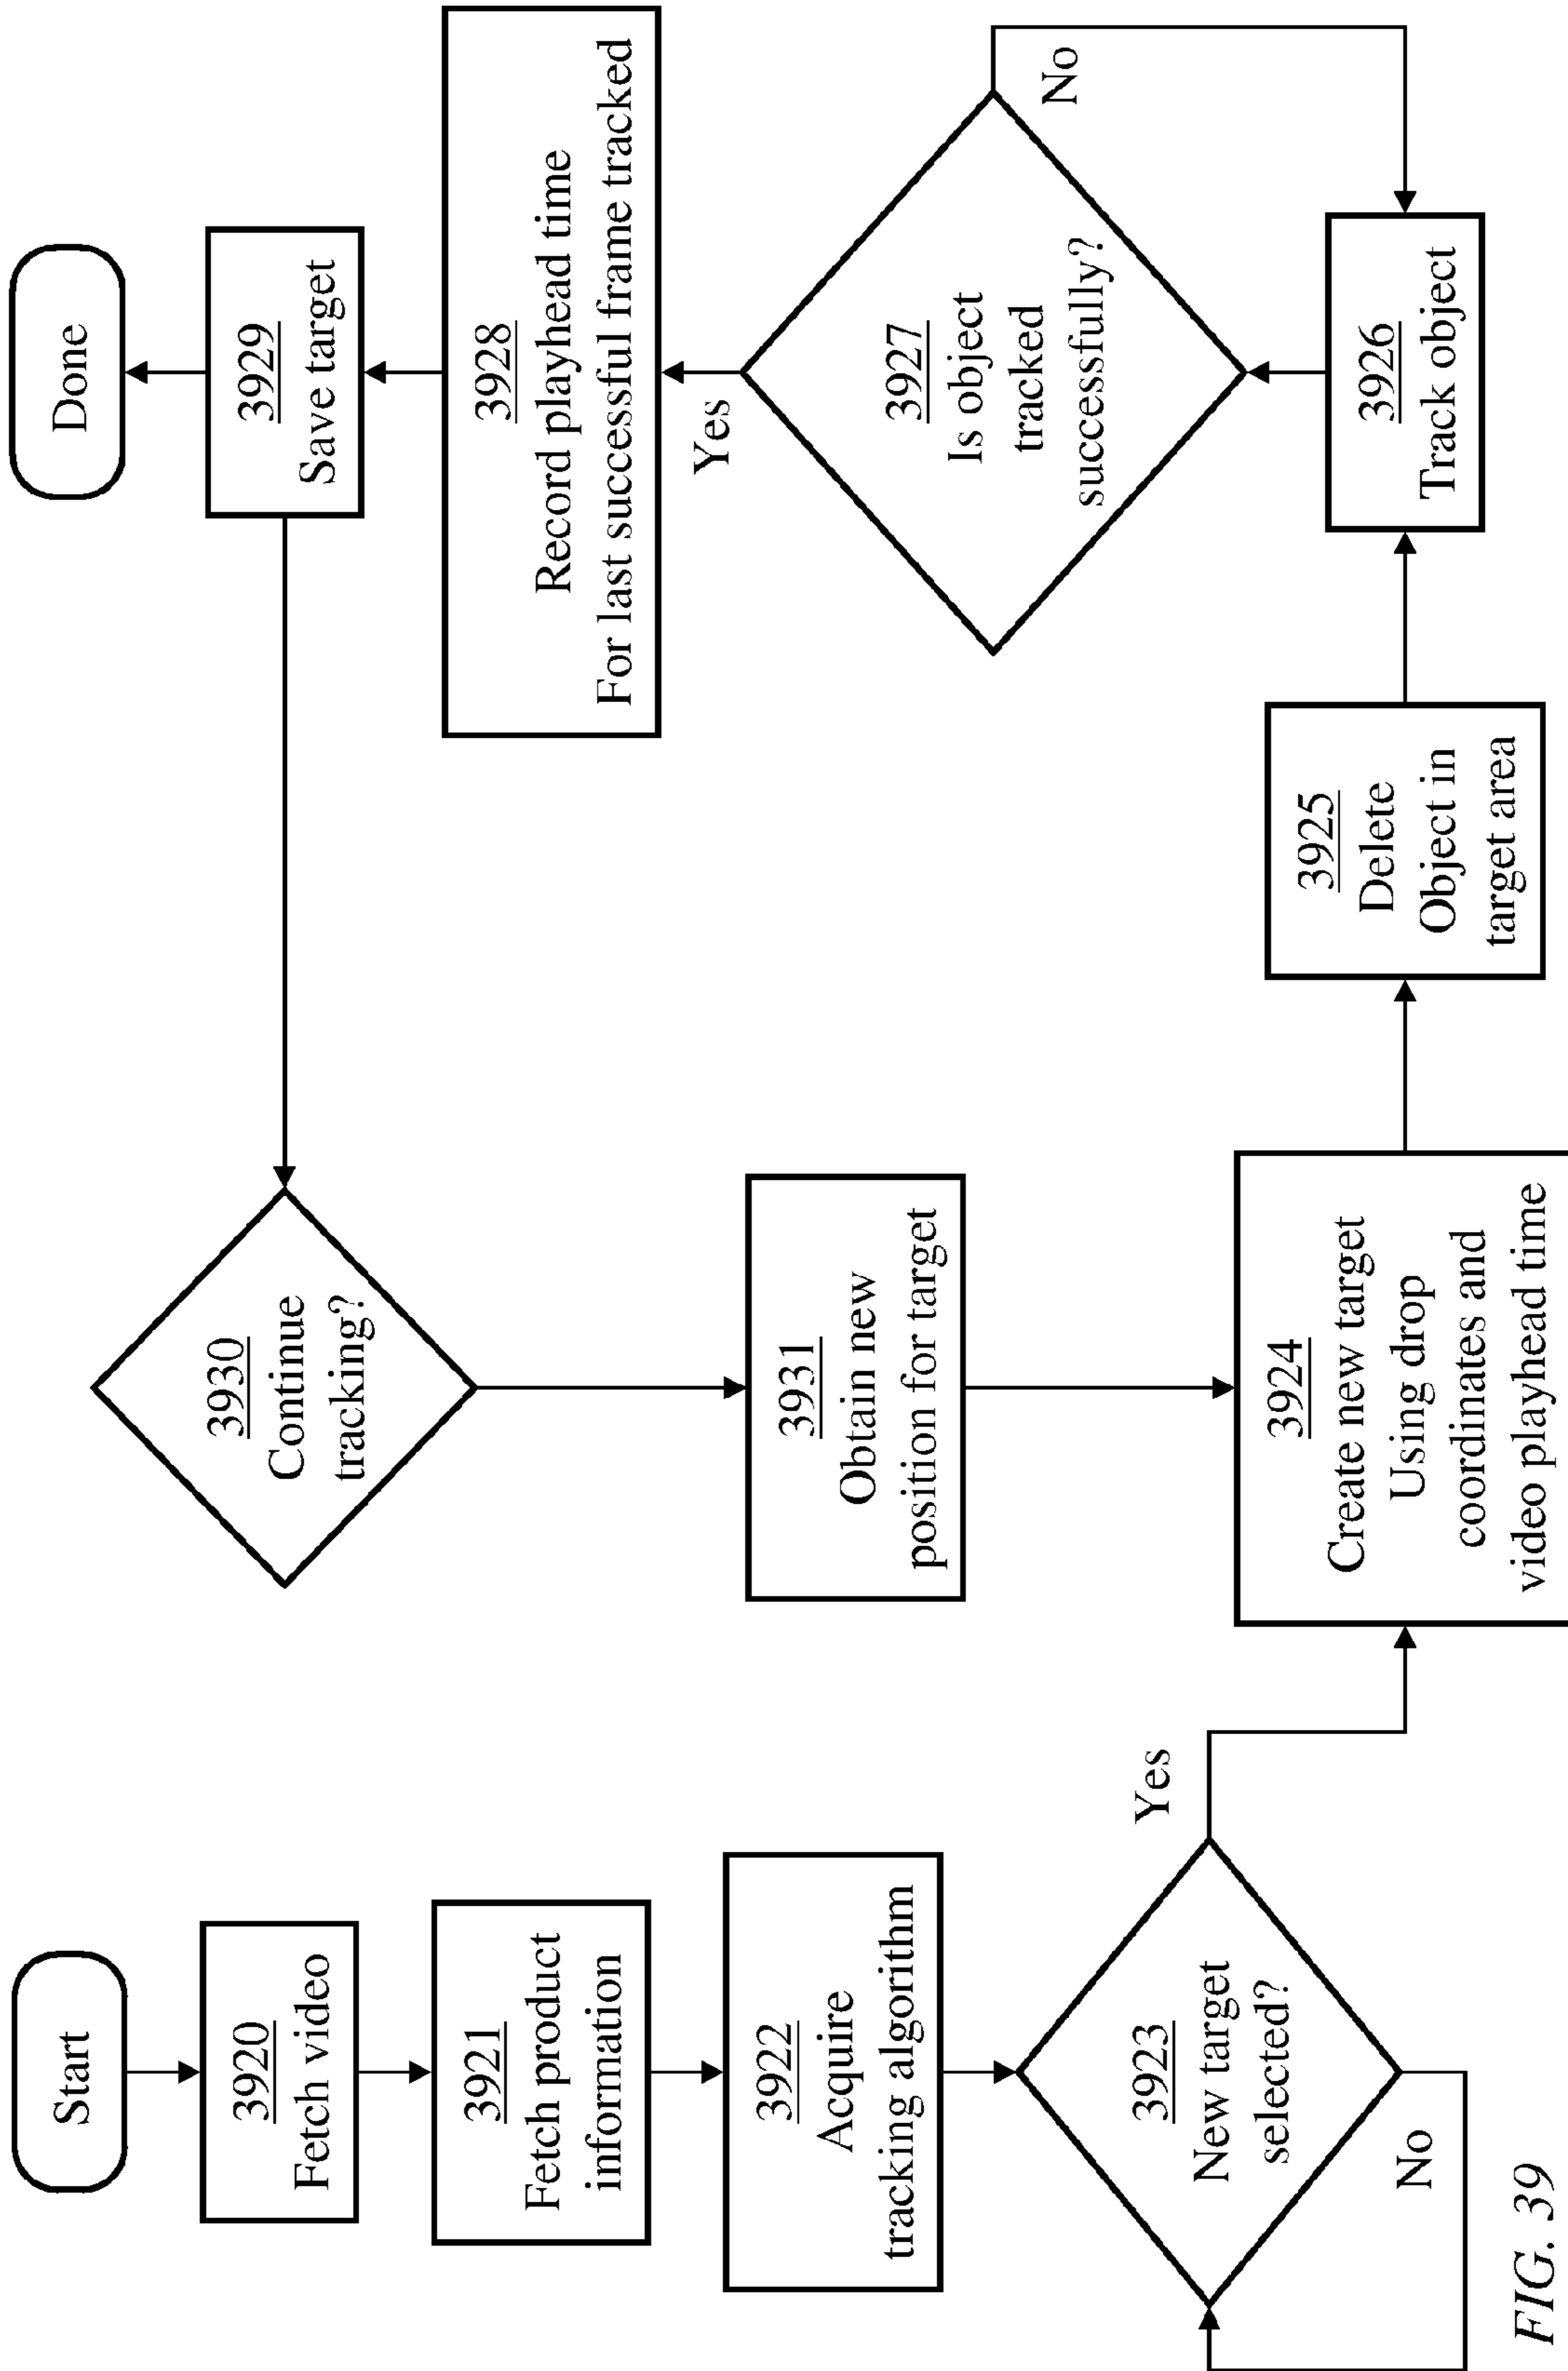 Start
3920
Fetch video
3921
Fetch product
information
3922
Acquire
tracking algorithm
3923
New target
selected?
Yes
No
3930
Continue
tracking?
3931
Obtain new
position for target
3924
Create new target
Using drop
coordinates and
video playhead time
3925
Delete
Object in
target area
3926
Track object
3927
Is object
tracked
successfully?
No
Yes
3928
Record playhead time
For last successful frame tracked
3929
Save target
Done
FIG. 39